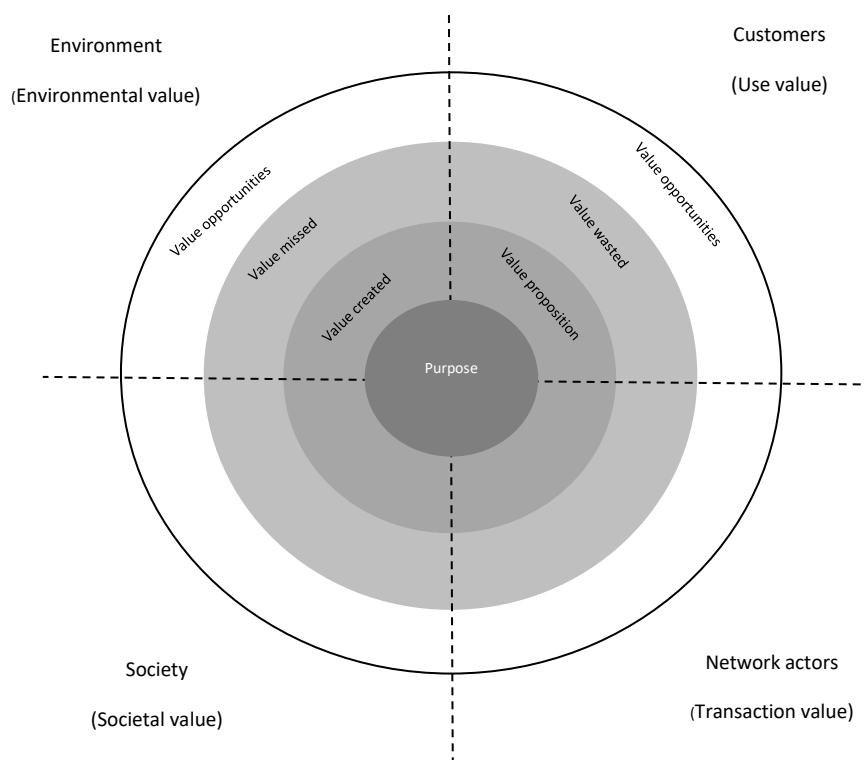 Environment
(Environmental value)
Customers
(Use value)
Value opportunities
Value opportunities
Value missed
Value wasted
Value created
Value proposition
Purpose
Society
(Societal value)
Network actors
(Transaction value)